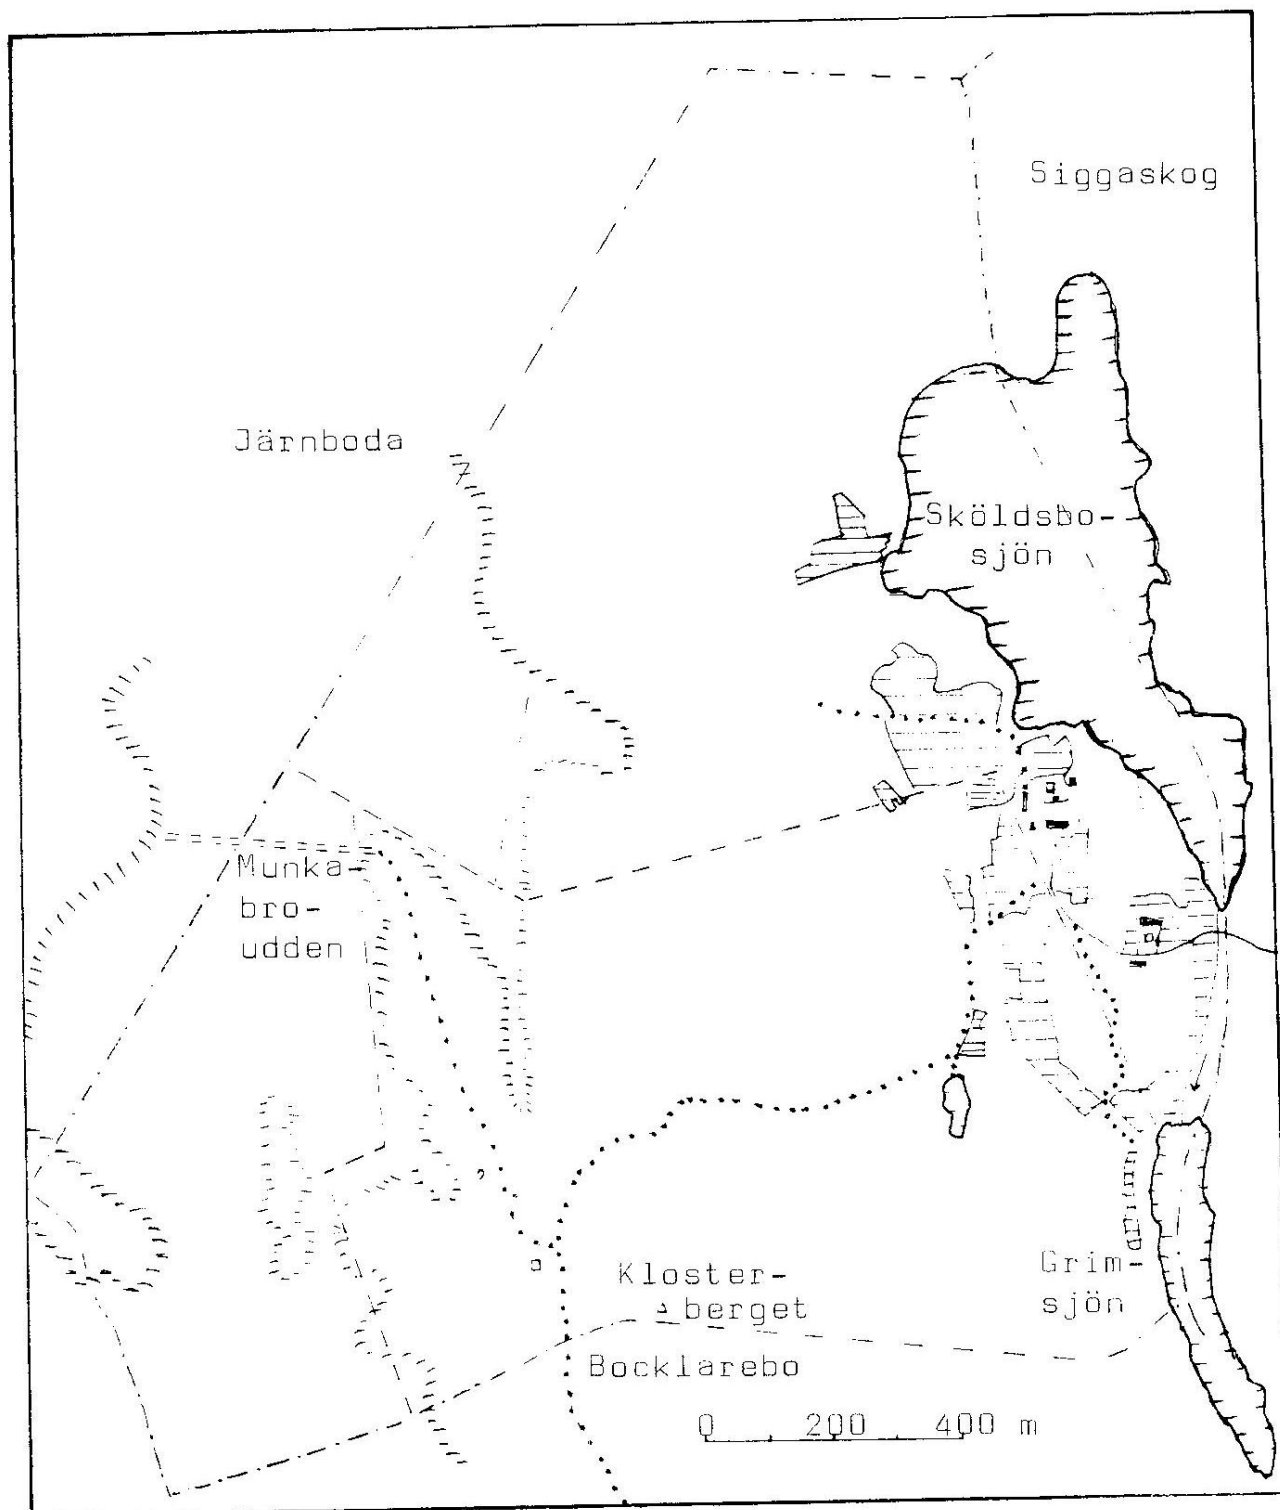 Siggaskog
Järnboda
Sköldsbo-
sjön
Munka-
bro-
udden
Kloster-
berget
Grim-
sjön
Bocklarebo
0 200 400 m